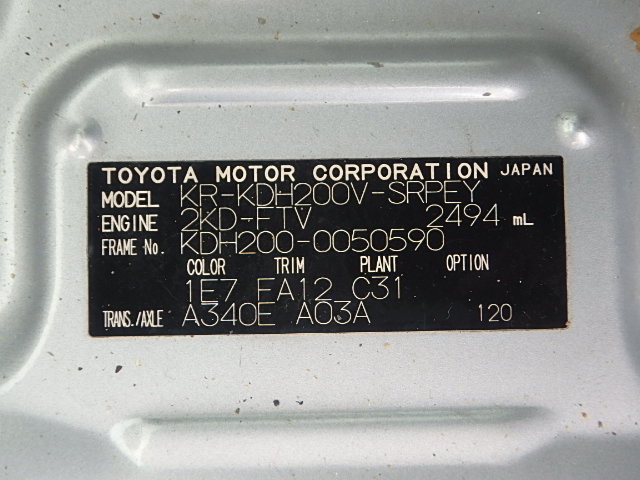 TOYOTA MOTOR CORPORATION JAPAN
MODEL KR-KDH200V-SRPEY
ENGINE 2KD-FTV 2494 mL
FRAME No. KDH200-0050590
COLOR TRIM PLANT OPTION
1E7 FA12 C31
TRANS./AXLE A340E A03A 120